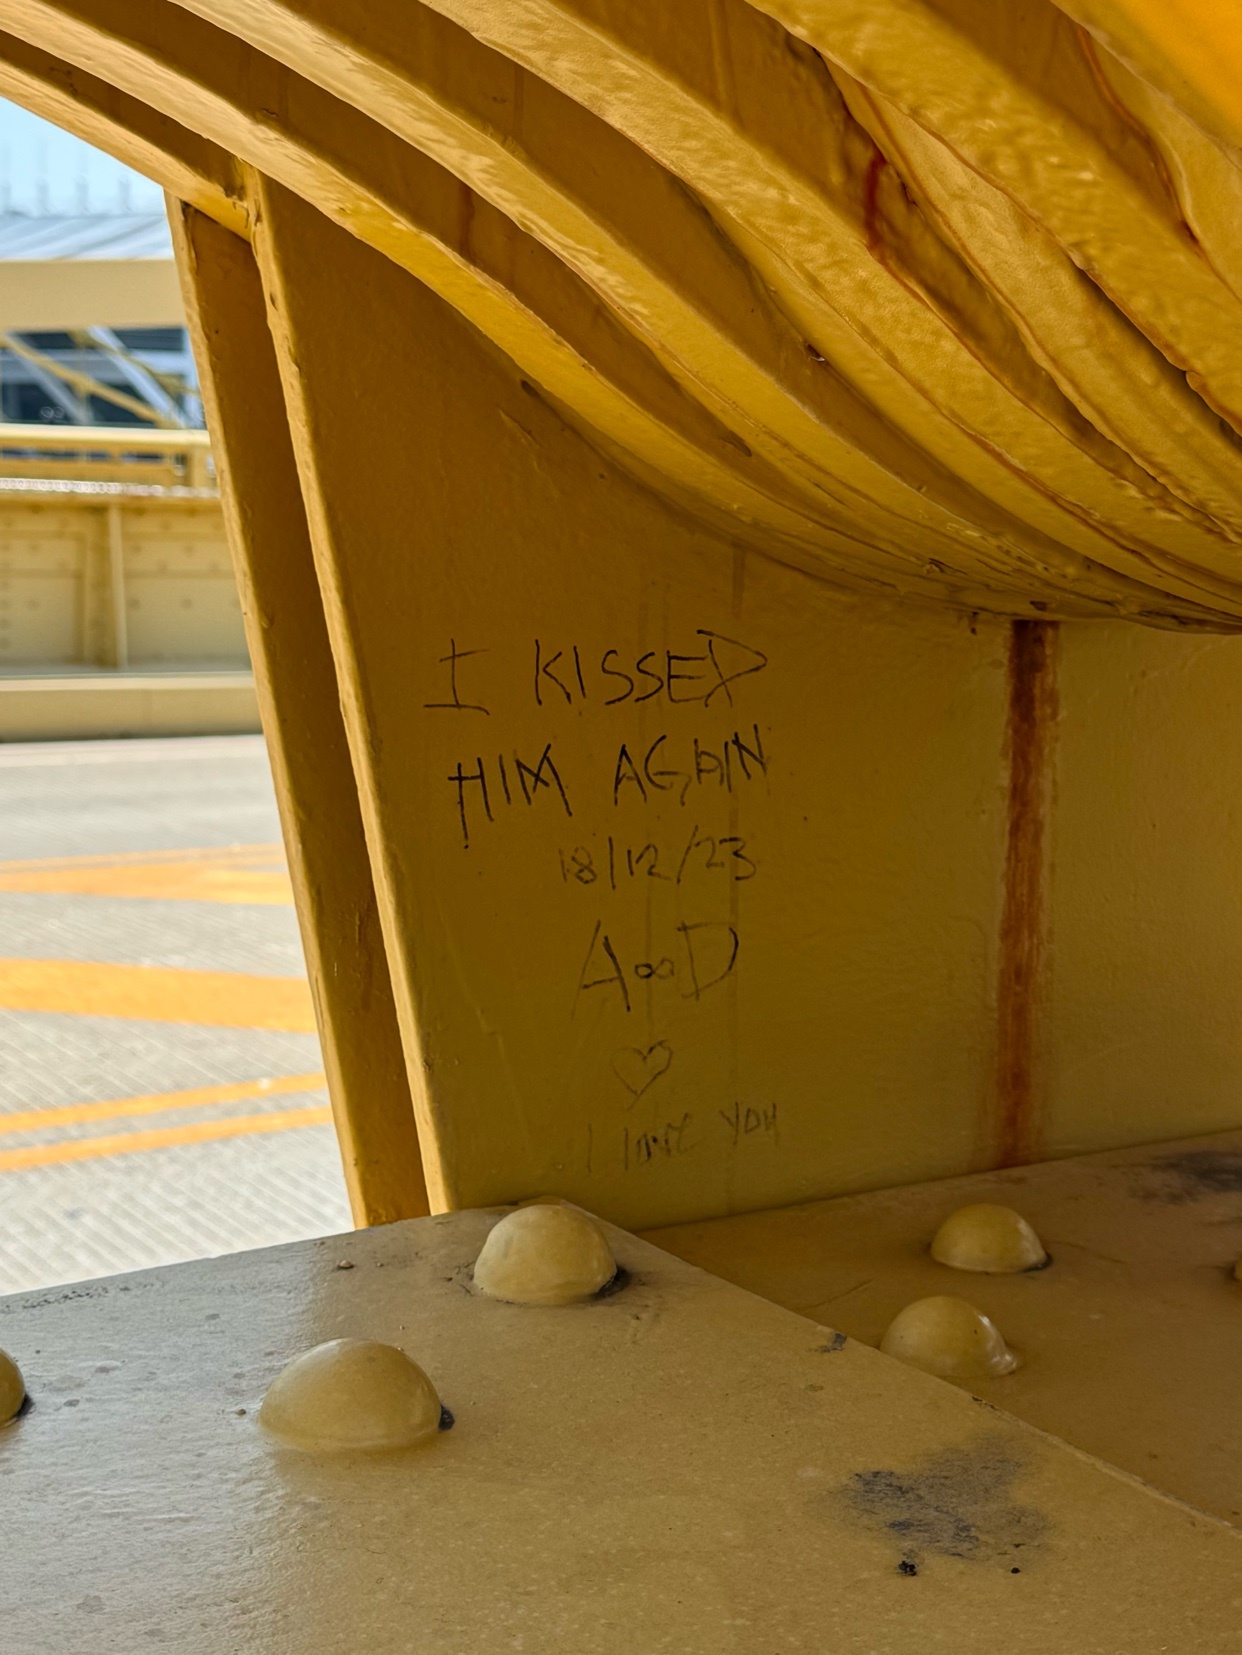 I KISSED
HIM AGAIN
18/12/23
A∞D
♡
I love YOU